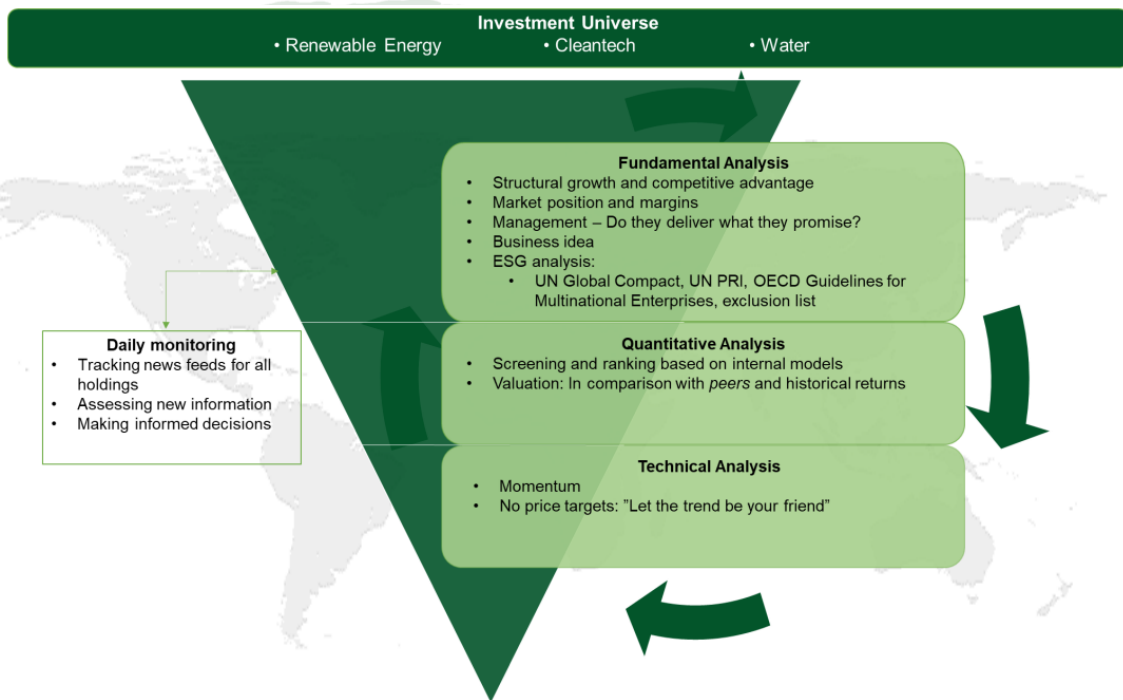 Investment Universe
• Renewable Energy • Cleantech • Water
Fundamental Analysis
• Structural growth and competitive advantage
• Market position and margins
• Management – Do they deliver what they promise?
• Business idea
• ESG analysis:
• UN Global Compact, UN PRI, OECD Guidelines for
Multinational Enterprises, exclusion list
Daily monitoring
• Tracking news feeds for all
holdings
• Assessing new information
• Making informed decisions
Quantitative Analysis
• Screening and ranking based on internal models
• Valuation: In comparison with peers and historical returns
Technical Analysis
• Momentum
• No price targets: ”Let the trend be your friend”